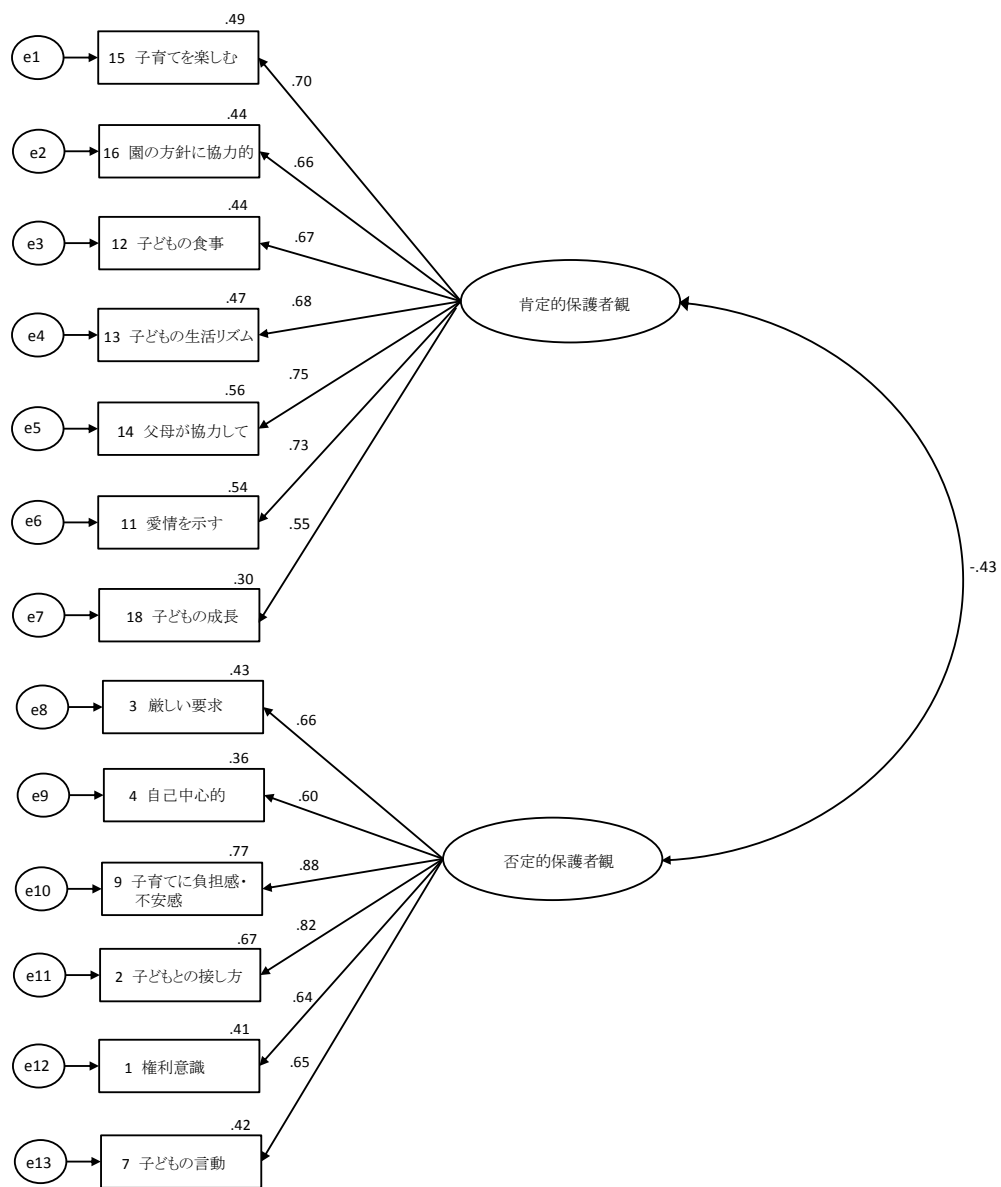 .49
e1 15 子育てを楽しむ
.70
.44
e2 16 園の方針に協力的
.66
.44
e3 12 子どもの食事
.67
.47
e4 13 子どもの生活リズム
.68
肯定的保護者観
.56
e5 14 父母が協力して
.75
.54
e6 11 愛情を示す
.73
.30
e7 18 子どもの成長
.55
-.43
.43
e8 3 厳しい要求
.66
.36
e9 4 自己中心的
.60
.77
e10 9 子育てに負担感・
不安感
.88
否定的保護者観
.67
e11 2 子どもとの接し方
.82
.41
e12 1 権利意識
.64
.42
e13 7 子どもの言動
.65